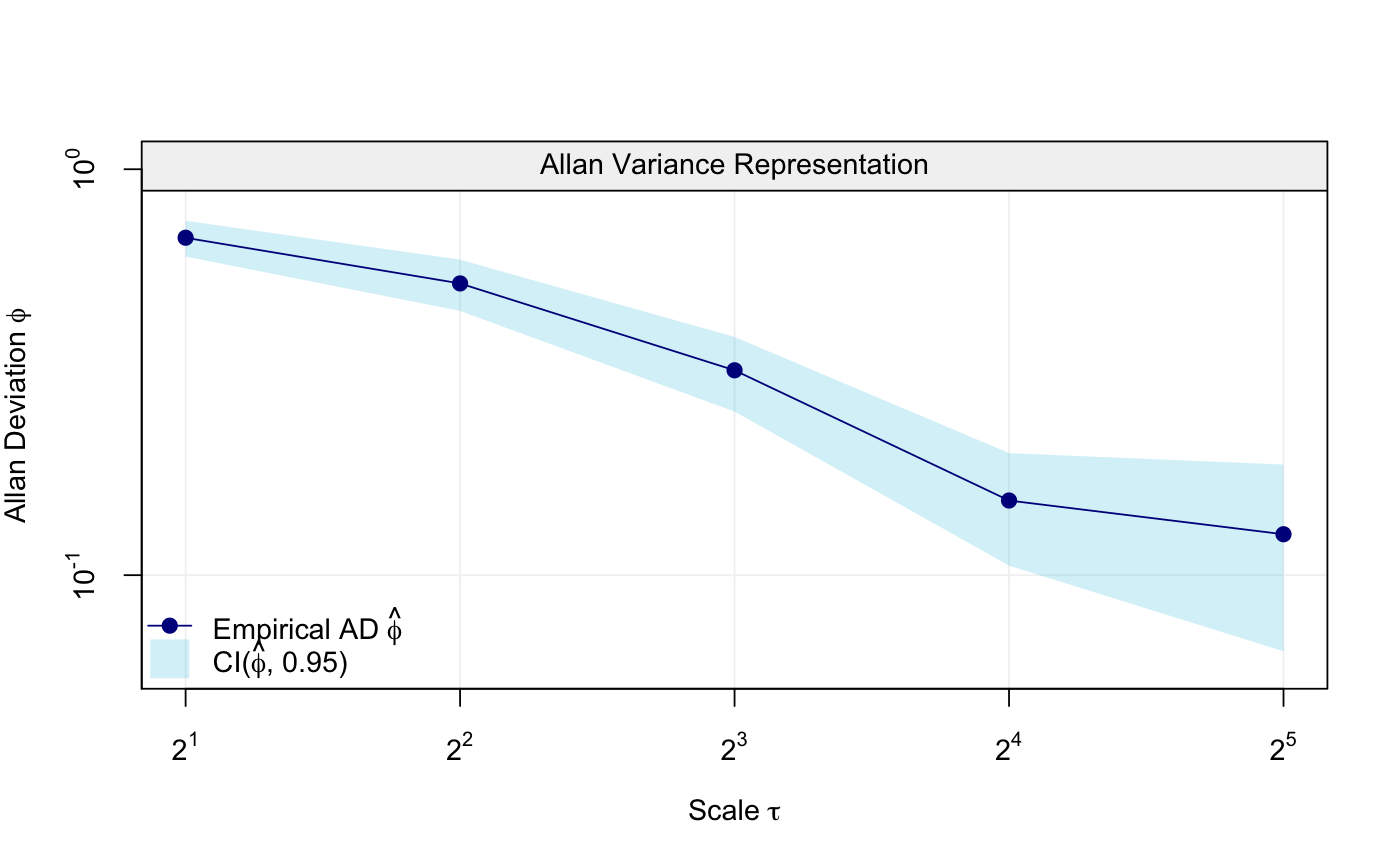 Allan Variance Representation
10⁰
10⁻¹
Allan Deviation ϕ
Empirical AD ϕ̂
CI(ϕ̂, 0.95)
2¹ 2² 2³ 2⁴ 2⁵
Scale τ